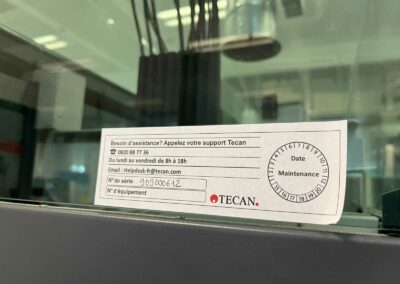 Besoin d'assistance? Appelez votre support Tecan
☎ 0820 88 77 36
Du lundi au vendredi de 8h à 18h
Email : Helpdesk-fr@tecan.com
N° de série 903000612
N° d'équipement
TECAN.
Date
Maintenance